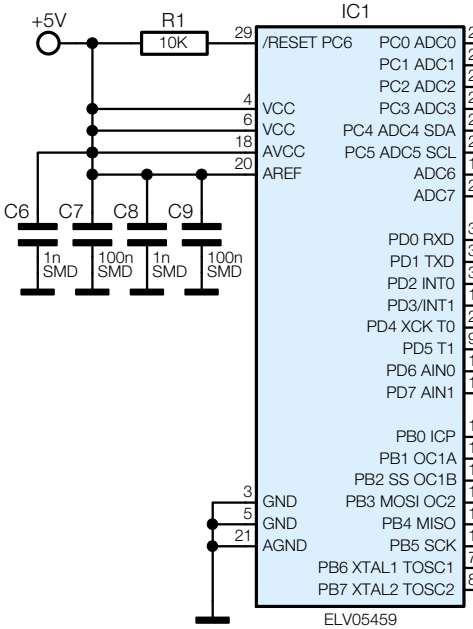 IC1
+5V
R1
10K
29
/RESET PC6
PC0 ADC0
PC1 ADC1
PC2 ADC2
4
VCC
PC3 ADC3
6
VCC
PC4 ADC4 SDA
18
AVCC
PC5 ADC5 SCL
20
AREF
ADC6
ADC7
C6
C7
C8
C9
1n
SMD
100n
SMD
1n
SMD
100n
SMD
PD0 RXD
PD1 TXD
PD2 INT0
PD3/INT1
PD4 XCK T0
PD5 T1
9
PD6 AIN0
PD7 AIN1
PB0 ICP
PB1 OC1A
PB2 SS OC1B
3
GND
PB3 MOSI OC2
5
GND
PB4 MISO
21
AGND
PB5 SCK
PB6 XTAL1 TOSC1
7
PB7 XTAL2 TOSC2
8
ELV05459